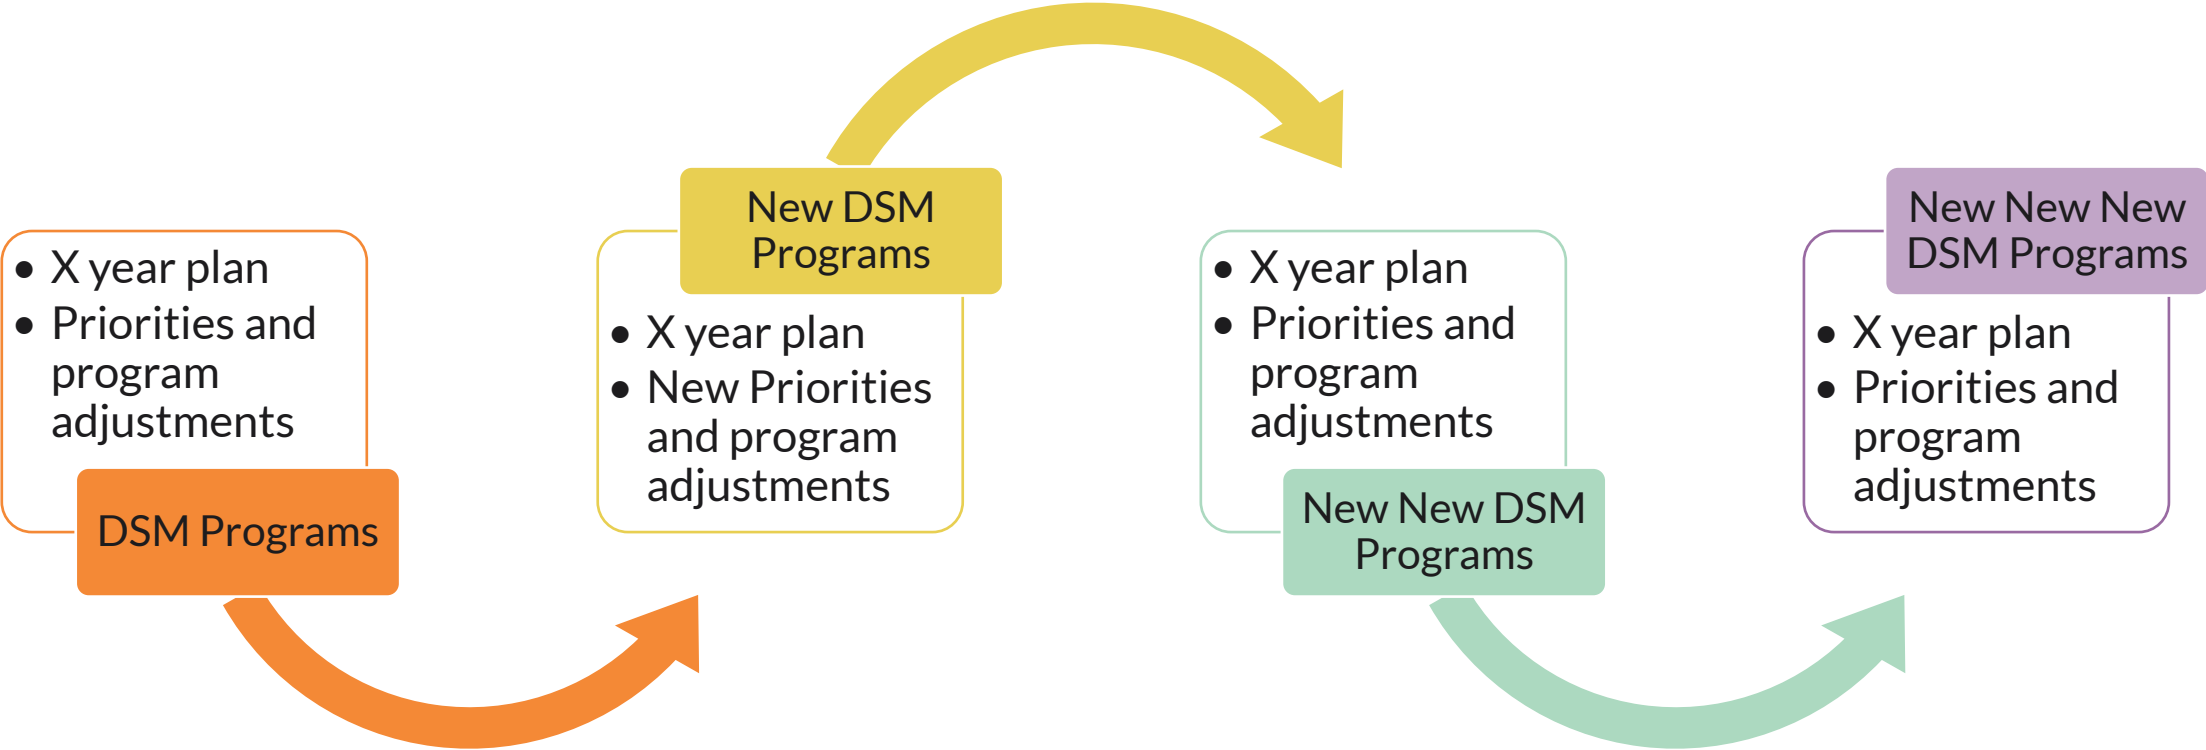 • X year plan
• Priorities and
program
adjustments
DSM Programs
New DSM
Programs
• X year plan
• New Priorities
and program
adjustments
• X year plan
• Priorities and
program
adjustments
New New DSM
Programs
New New New
DSM Programs
• X year plan
• Priorities and
program
adjustments